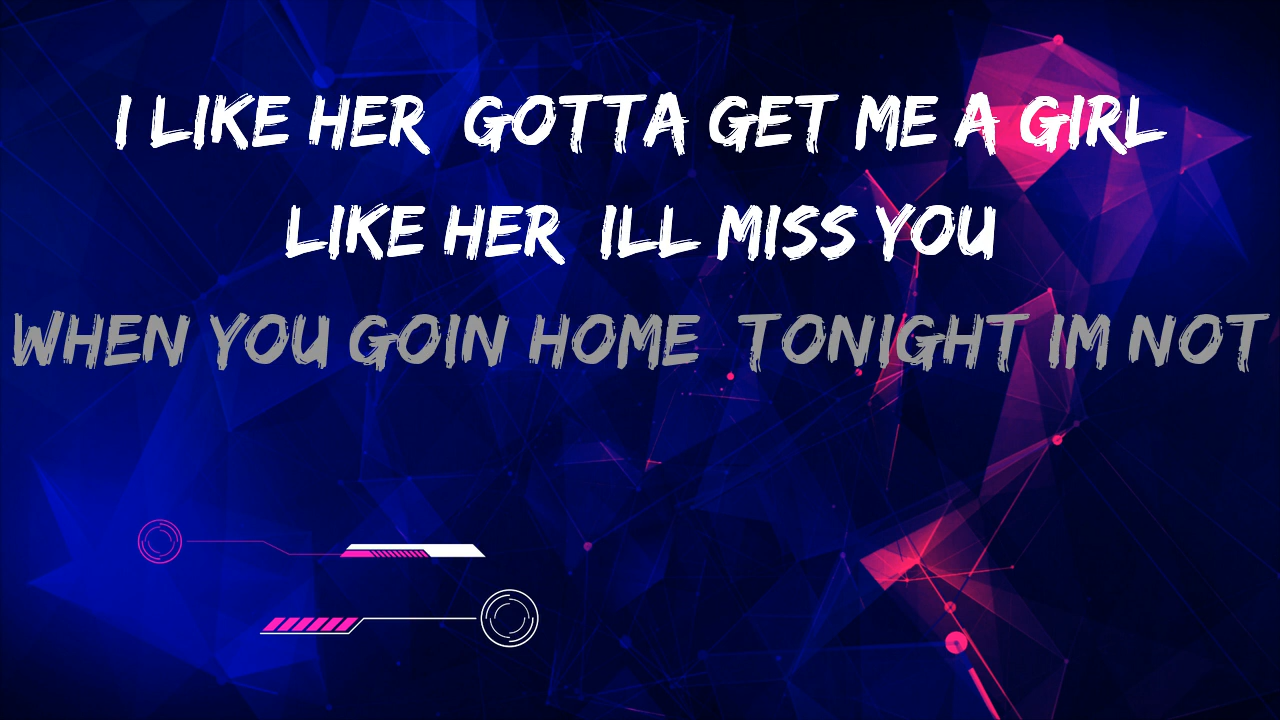 I LIKE HER GOTTA GET ME A GIRL
LIKE HER ILL MISS YOU
WHEN YOU GOIN HOME TONIGHT IM NOT